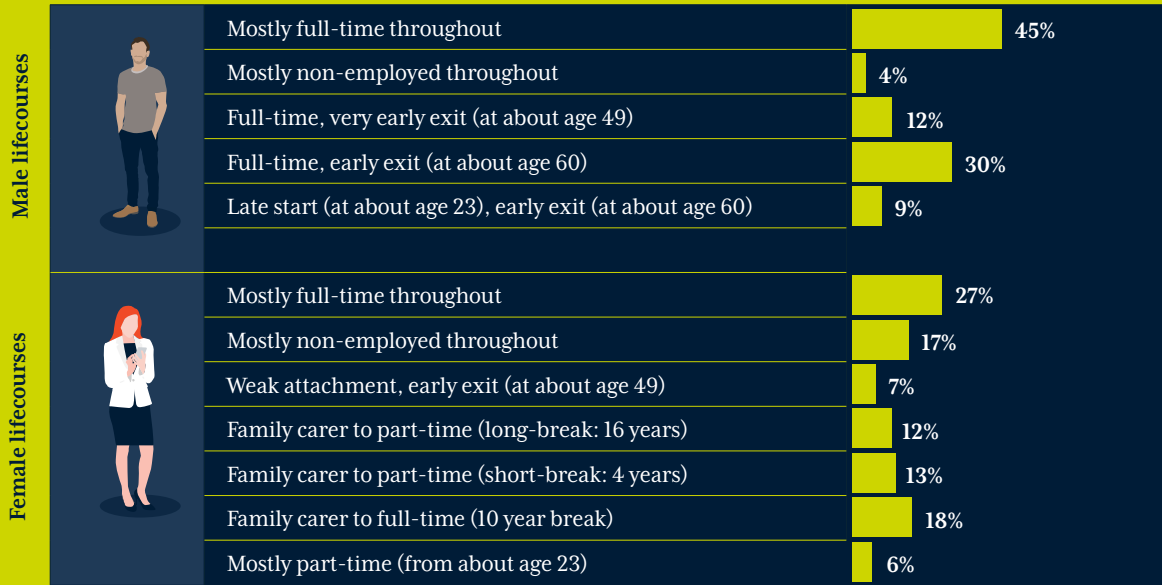 Male lifecourses
Mostly full-time throughout
45%
Mostly non-employed throughout
4%
Full-time, very early exit (at about age 49)
12%
Full-time, early exit (at about age 60)
30%
Late start (at about age 23), early exit (at about age 60)
9%
Female lifecourses
Mostly full-time throughout
27%
Mostly non-employed throughout
17%
Weak attachment, early exit (at about age 49)
7%
Family carer to part-time (long-break: 16 years)
12%
Family carer to part-time (short-break: 4 years)
13%
Family carer to full-time (10 year break)
18%
Mostly part-time (from about age 23)
6%